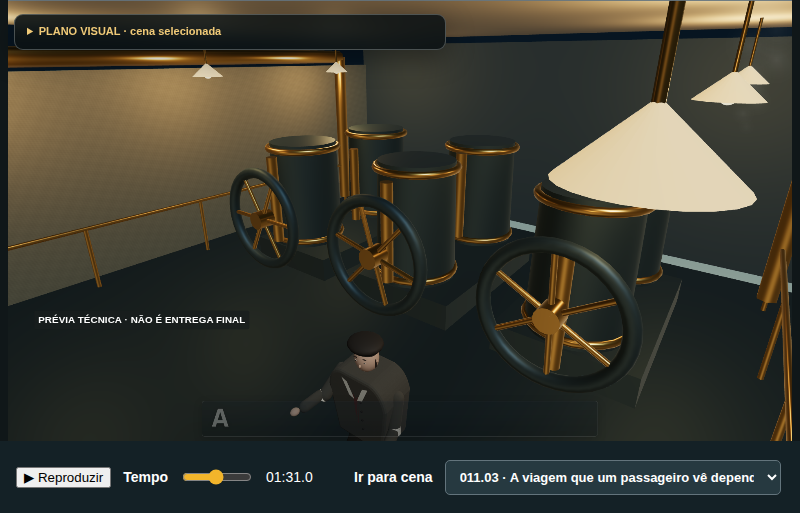 ▶ PLANO VISUAL · cena selecionada
PRÉVIA TÉCNICA · NÃO É ENTREGA FINAL
A
▶ Reproduzir Tempo 01:31.0 Ir para cena 011.03 · A viagem que um passageiro vê depend